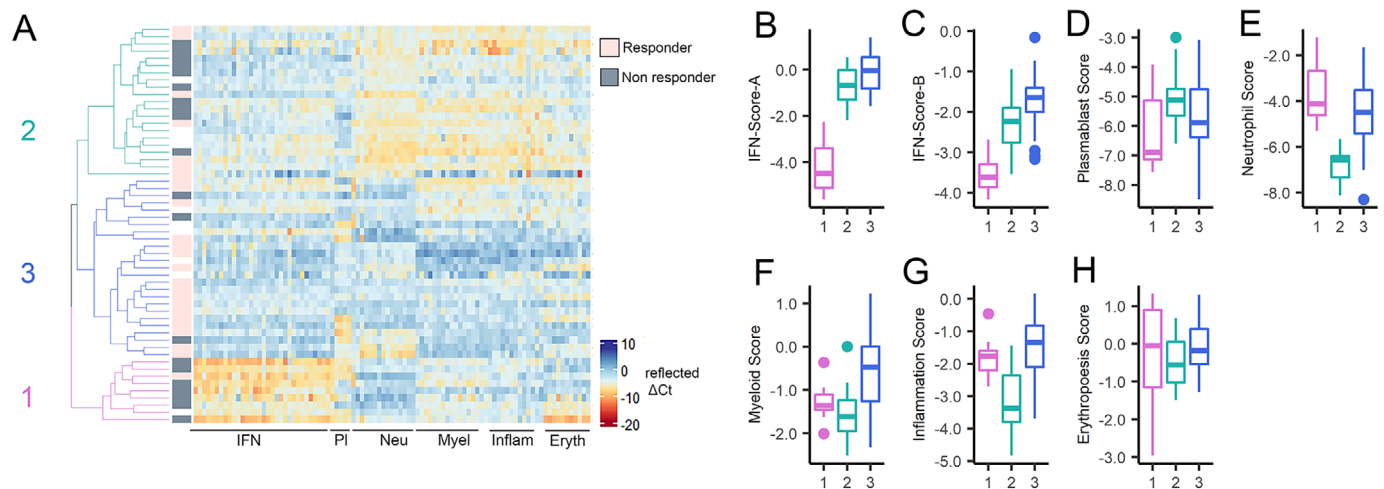 A
2
3
1
Responder
Non responder
10
0
-10
-20
reflected
ΔCt
IFN
Pl
Neu
Myel
Inflam
Eryth
B
IFN-Score-A
0.0
-4.0
1 2 3
C
IFN-Score-B
0.0
-1.0
-2.0
-3.0
-4.0
1 2 3
D
Plasmablast Score
-3.0
-4.0
-5.0
-6.0
-7.0
-8.0
1 2 3
E
Neutrophil Score
-2.0
-4.0
-6.0
-8.0
1 2 3
F
Myeloid Score
1.0
0.0
-1.0
-2.0
1 2 3
G
Inflammation Score
0.0
-1.0
-2.0
-3.0
-4.0
-5.0
1 2 3
H
Erythropoesis Score
1.0
0.0
-1.0
-2.0
-3.0
1 2 3